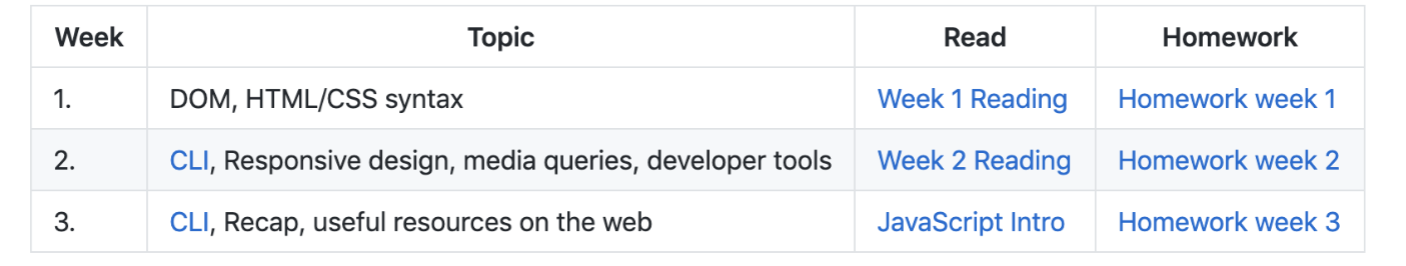 Week Topic Read Homework
1. DOM, HTML/CSS syntax Week 1 Reading Homework week 1
2. CLI, Responsive design, media queries, developer tools Week 2 Reading Homework week 2
3. CLI, Recap, useful resources on the web JavaScript Intro Homework week 3